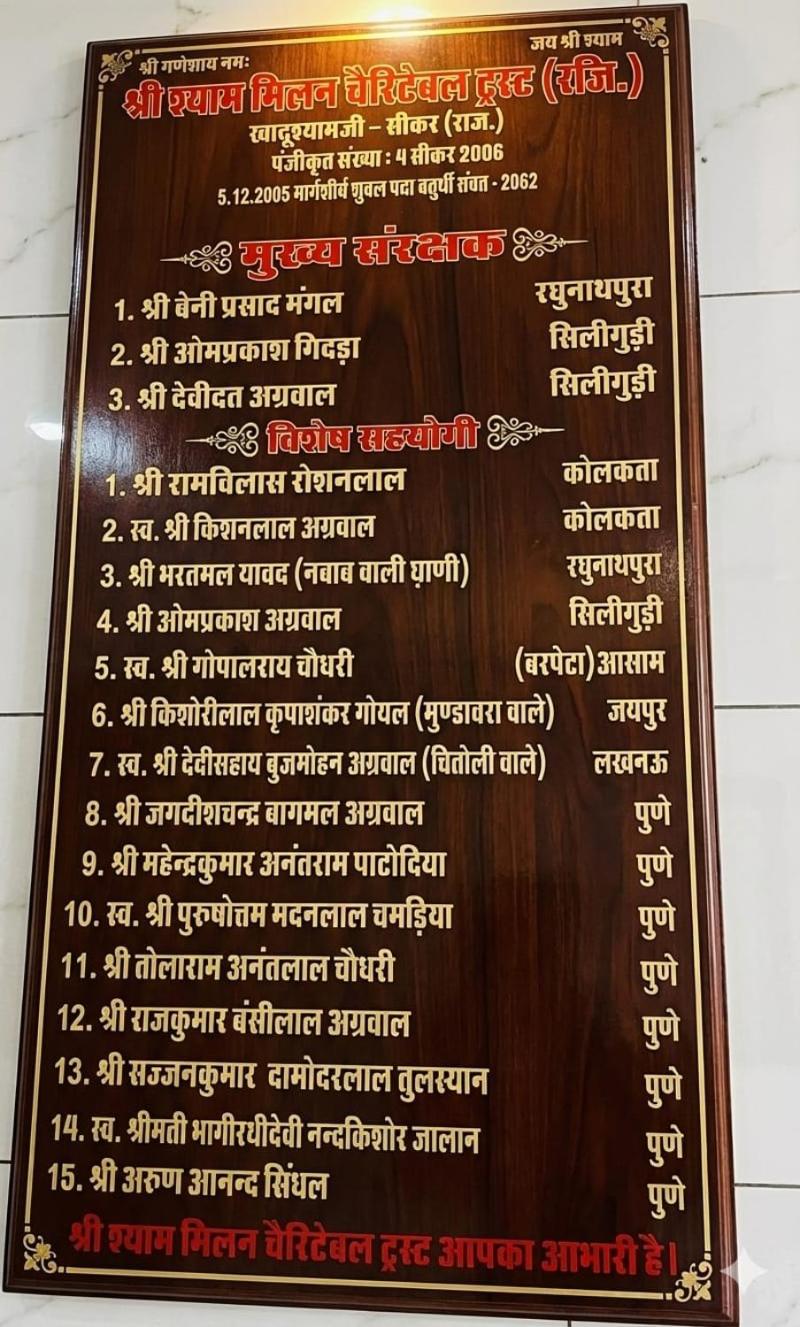 श्री गणेशाय नमः
जय श्री श्याम
श्री श्याम मिलन चैरिटेबल ट्रस्ट (रजि.)
खादूश्यामजी – सीकर (राज.)
पंजीकृत संख्या : 4 सीकर 2006
5.12.2005 मार्गशीर्ष शुवल पदा बतुर्थी संवत - 2062
मुख्य संरक्षक
1. श्री बेनी प्रसाद मंगल रघुनाथपुरा
2. श्री ओमप्रकाश गिदड़ा सिलीगुड़ी
3. श्री देवीदत अग्रवाल सिलीगुड़ी
विशेष सहयोगी
1. श्री रामविलास रोशनलाल कोलकता
2. स्व. श्री किशनलाल अग्रवाल कोलकता
3. श्री भरतमल यावद (नबाब वाली घ़ाणी) रघुनाथपुरा
4. श्री ओमप्रकाश अग्रवाल सिलीगुड़ी
5. स्व. श्री गोपालराय चौधरी (बरपेटा) आसाम
6. श्री किशोरीलाल कृपाशंकर गोयल (मुण्डावरा वाले) जयपुर
7. स्व. श्री देदीसहाय बुजमोहन अग्रवाल (चितोली वाले) लखनऊ
8. श्री जगदीशचन्द्र बागमल अग्रवाल पुणे
9. श्री महेन्द्रकुमार अनंतराम पाटोदिया पुणे
10. स्व. श्री पुरुषोत्तम मदनलाल चमड़िया पुणे
11. श्री तोलाराम अनंतलाल चौधरी पुणे
12. श्री राजकुमार बंसीलाल अग्रवाल पुणे
13. श्री सज्जनकुमार दामोदरलाल तुलस्यान पुणे
14. स्व. श्रीमती भागीरथीदेवी नन्दकिशोर जालान पुणे
15. श्री अरुण आनन्द सिंघल पुणे
श्री श्याम मिलन चैरिटेबल ट्रस्ट आपका आभारी है।